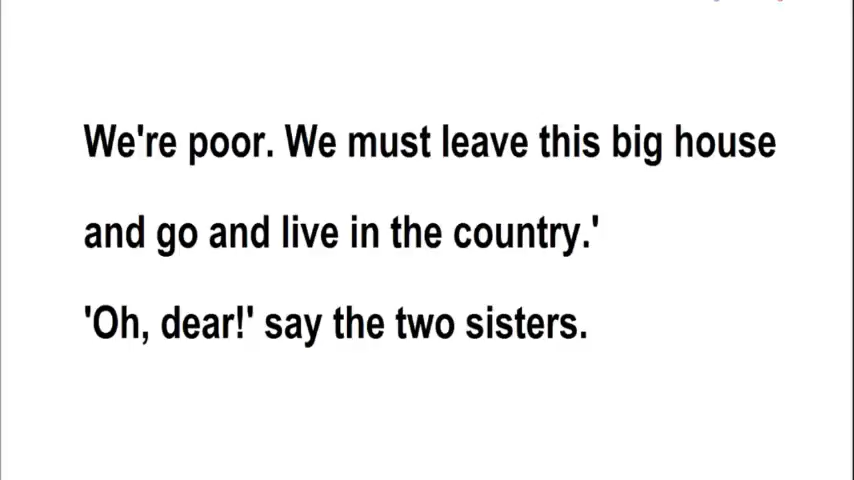 We're poor. We must leave this big house
and go and live in the country.'
'Oh, dear!' say the two sisters.